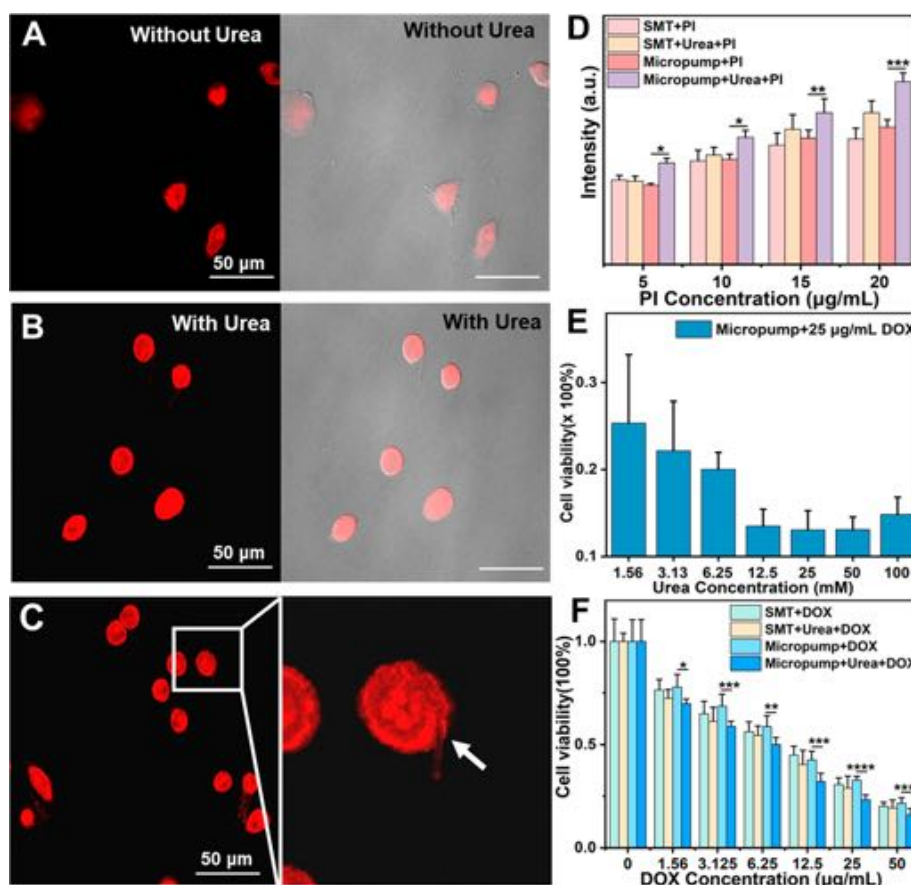 A
Without Urea
Without Urea
50 µm
B
With Urea
With Urea
50 µm
C
50 µm
D
SMT+PI
SMT+Urea+PI
Micropump+PI
Micropump+Urea+PI
*
*
**
***
Intensity (a.u.)
5 10 15 20
PI Concentration (µg/mL)
E
Micropump+25 µg/mL DOX
Cell viability(x 100%)
0.3
0.2
0.1
1.56 3.13 6.25 12.5 25 50 100
Urea Concentration (mM)
F
SMT+DOX
SMT+Urea+DOX
Micropump+DOX
Micropump+Urea+DOX
Cell viability(100%)
1.0
0.5
0.0
*
***
**
***
****
***
0 1.56 3.125 6.25 12.5 25 50
DOX Concentration (µg/mL)